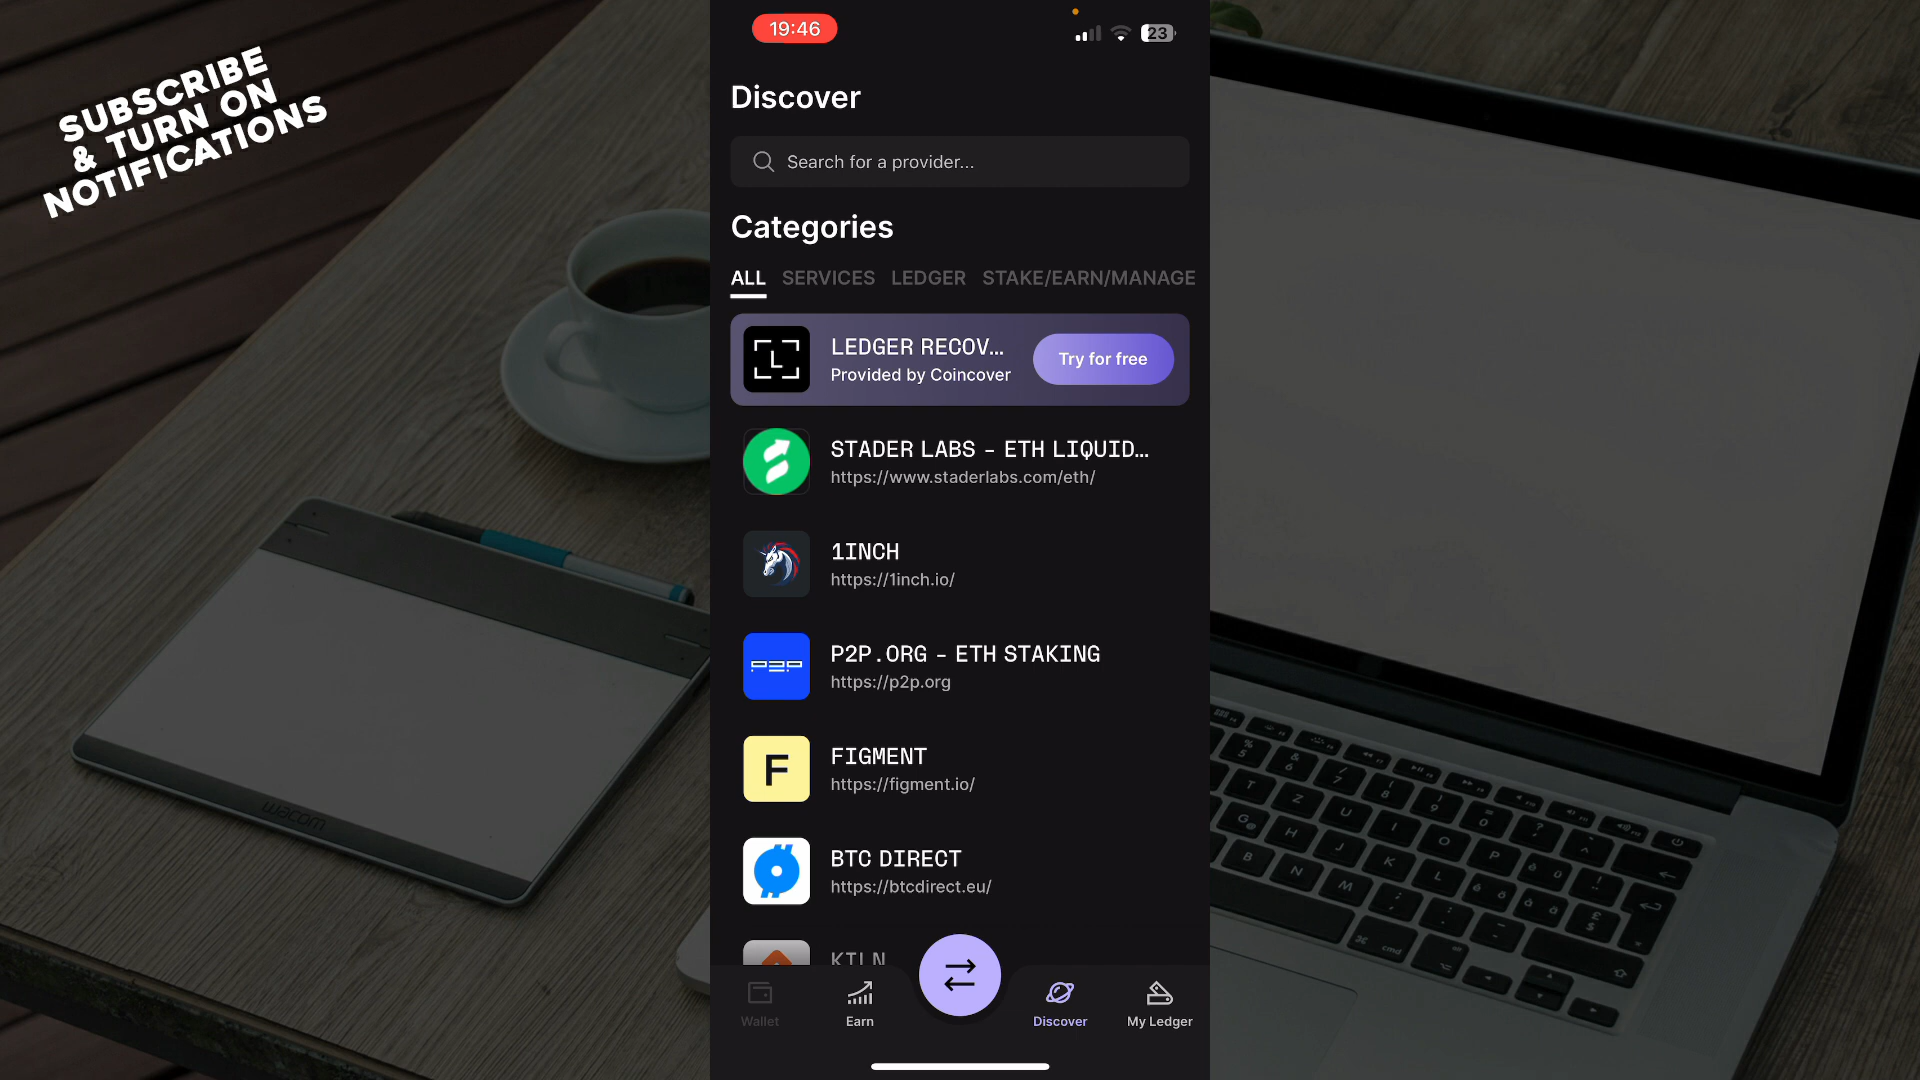 SUBSCRIBE
& TURN ON
NOTIFICATIONS
19:46
23
Discover
Search for a provider...
Categories
ALL SERVICES LEDGER STAKE/EARN/MANAGE
L
LEDGER RECOV...
Provided by Coincover
Try for free
STADER LABS - ETH LIQUID...
https://www.staderlabs.com/eth/
1INCH
https://1inch.io/
P2P
P2P.ORG - ETH STAKING
https://p2p.org
F
FIGMENT
https://figment.io/
BTC DIRECT
https://btcdirect.eu/
KILN
Wallet
Earn
Discover
My Ledger
wacom